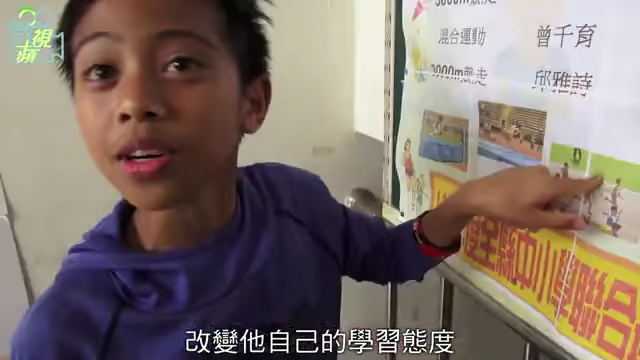 視
蘋
3000m競走
混合運動 曾千育
3000m競走 邱雅詩
全縣中小學聯合
改變他自己的學習態度